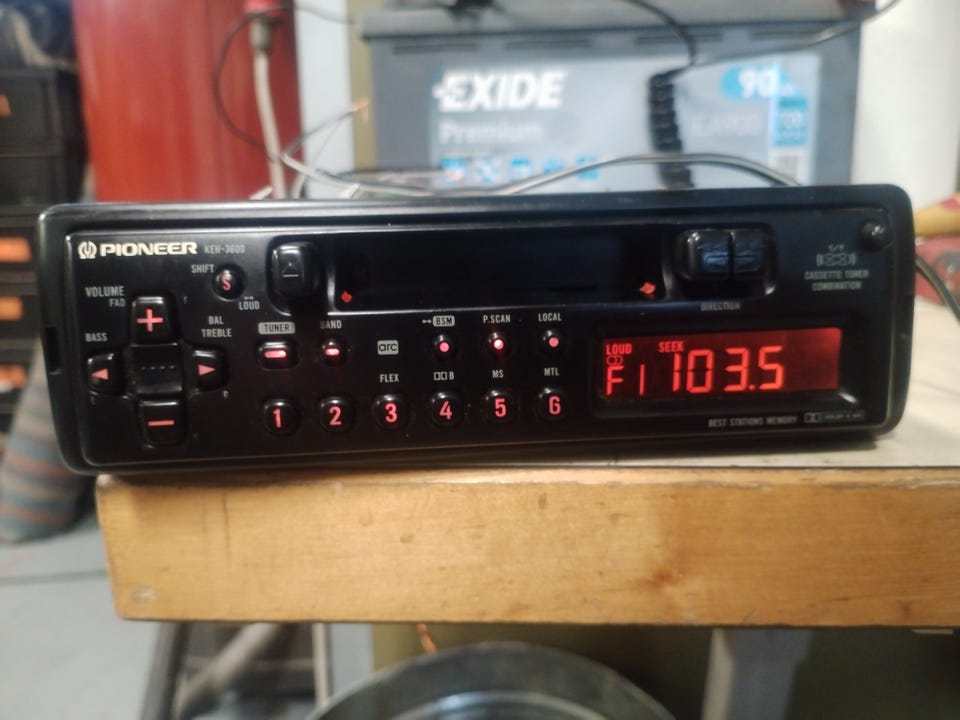 EXIDE
90
Premium
PIONEER KEH-3600
SHIFT
S
LOUD
VOLUME
FAD
F
+
BASS
BAL
TREBLE
R
TUNER
BAND
arc
BSM
P.SCAN
LOCAL
FLEX
B
MS
MTL
1 2 3 4 5 6
DIRECTION
CASSETTE TUNER
COMBINATION
LOUD SEEK
F1 103.5
BEST STATIONS MEMORY